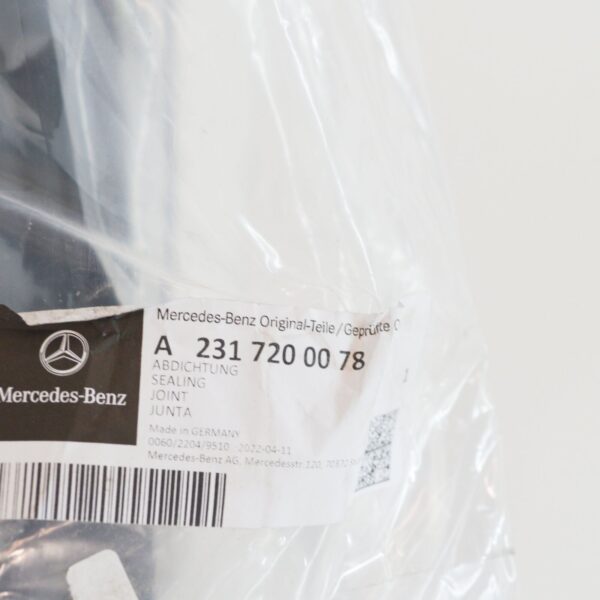 Mercedes-Benz Original-Teile/Geprüfte
A 231 720 00 78
ABDICHTUNG
SEALING
JOINT
JUNTA
Mercedes-Benz
Made in GERMANY
0060/2204/9510 2022-04-11
Mercedes-Benz AG, Mercedesstr.120,